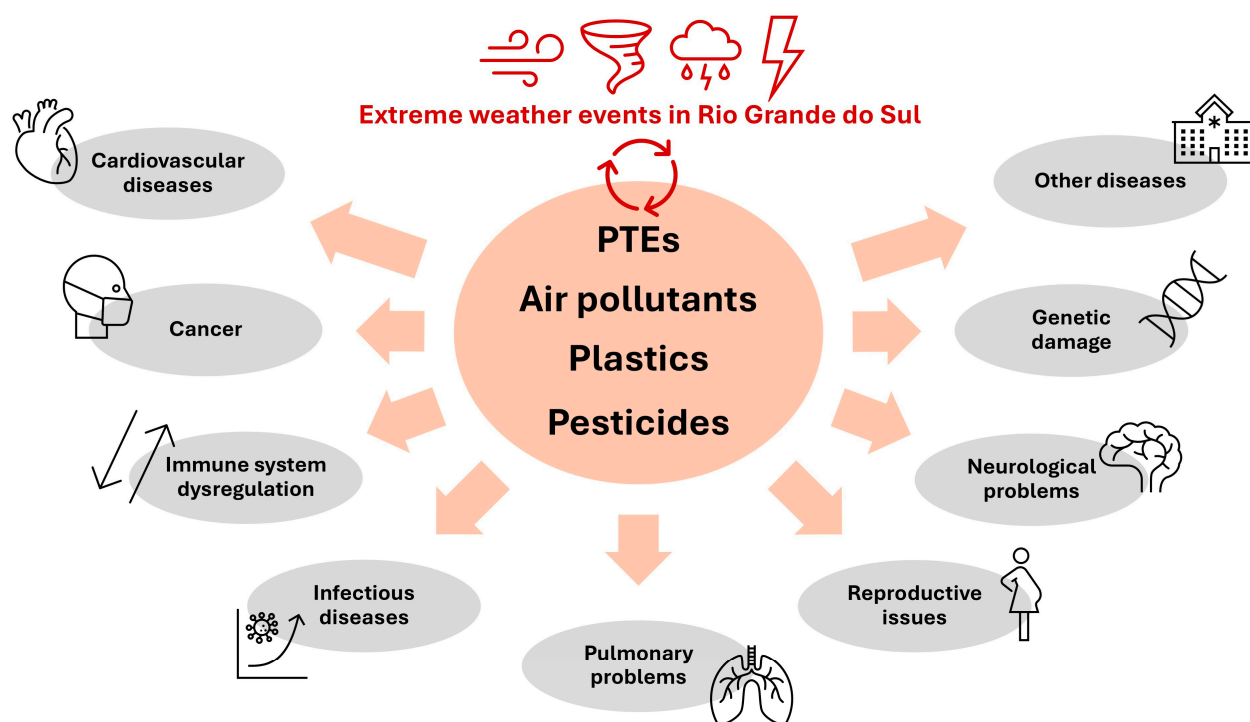 Extreme weather events in Rio Grande do Sul
PTEs
Air pollutants
Plastics
Pesticides
Cardiovascular
diseases
Cancer
Immune system
dysregulation
Infectious
diseases
Pulmonary
problems
Reproductive
issues
Neurological
problems
Genetic
damage
Other diseases